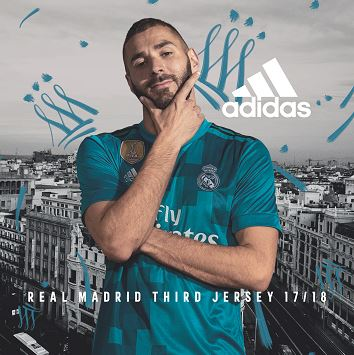 adidas
Fly
REAL MADRID THIRD JERSEY 17/18